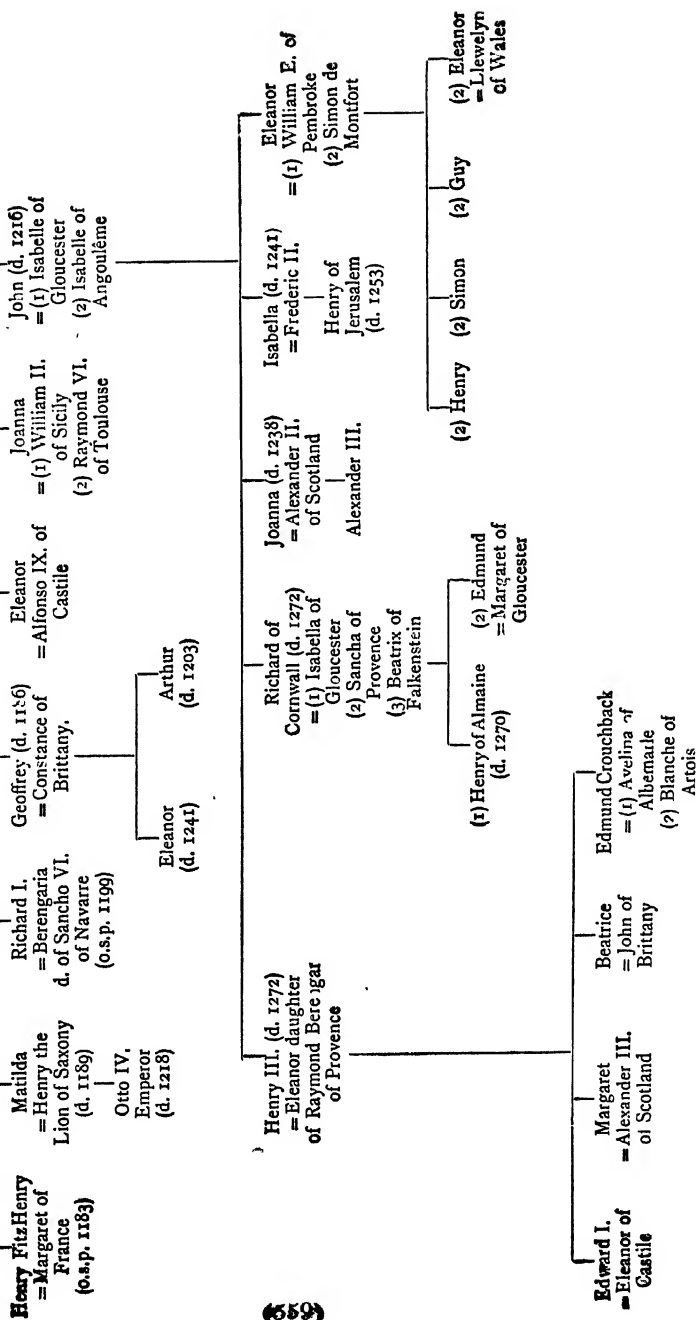 Henry FitzHenry
=Margaret of
France
(o.s.p. 1183)
Matilda
=Henry the
Lion of Saxony
(d. 1189)
Otto IV.
Emperor
(d. 1218)
Richard I.
=Berengaria
d. of Sancho VI.
of Navarre
(o.s.p. 1199)
Geoffrey (d. 1186)
=Constance of
Brittany.
Eleanor
(d. 1241)
Arthur
(d. 1203)
Eleanor
=Alfonso IX. of
Castile
Joanna
=(1) William II.
of Sicily
(2) Raymond VI.
of Toulouse
John (d. 1216)
=(1) Isabelle of
Gloucester
(2) Isabelle of
Angoulême
Henry III. (d. 1272)
=Eleanor daughter
of Raymond Berengar
of Provence
Richard of
Cornwall (d. 1272)
=(1) Isabella of
Gloucester
(2) Sancha of
Provence
(3) Beatrix of
Falkenstein
Joanna (d. 1238)
=Alexander II.
of Scotland
Alexander III.
Isabella (d. 1241)
=Frederic II.
Henry of
Jerusalem
(d. 1253)
Eleanor
=(1) William E. of
Pembroke
(2) Simon de
Montfort
(1) Henry of Almaine
(d. 1270)
(2) Edmund
=Margaret of
Gloucester
(2) Henry
(2) Simon
(2) Guy
(2) Eleanor
=Llewelyn
of Wales
Edward I.
=Eleanor of
Castile
Margaret
=Alexander III.
of Scotland
Beatrice
=John of
Brittany
Edmund Crouchback
=(1) Avelina of
Albemarle
(2) Blanche of
Artois